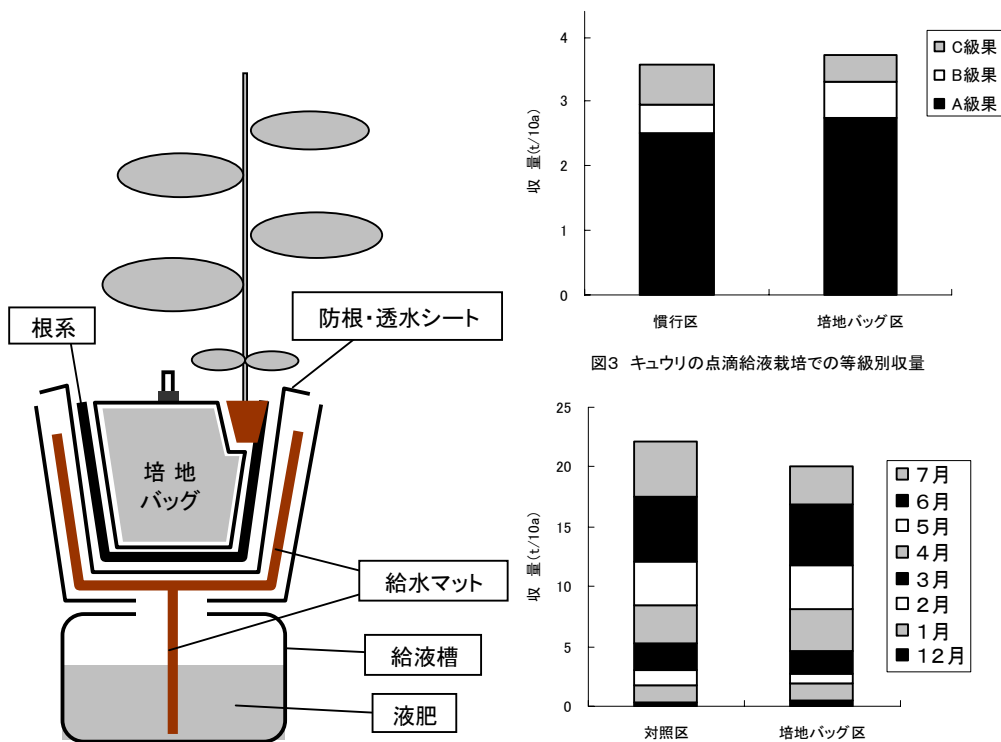 根系
防根・透水シート
培 地
バッグ
給水マット
給液槽
液肥
収 量(t/10a)
4
3
2
1
0
慣行区
培地バッグ区
C級果
B級果
A級果
図3 キュウリの点滴給液栽培での等級別収量
収 量(t/10a)
25
20
15
10
5
0
対照区
培地バッグ区
7月
6月
5月
4月
3月
2月
1月
12月